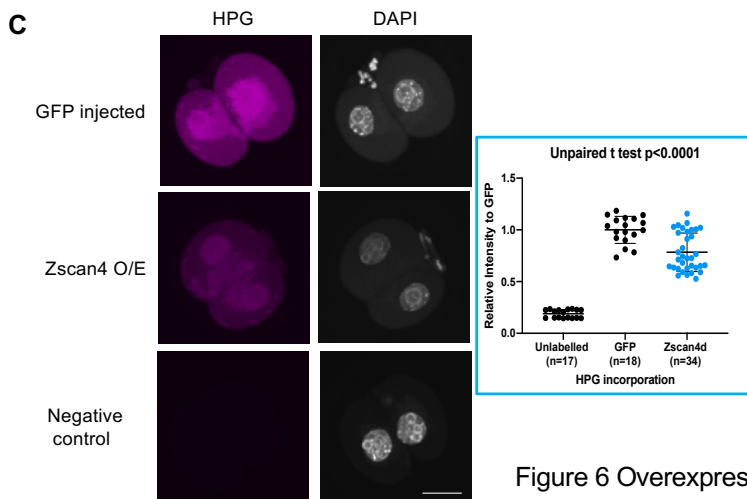 C
HPG DAPI
GFP injected
Zscan4 O/E
Negative
control
Unpaired t test p<0.0001
Relative Intensity to GFP
1.5
1.0
0.5
0.0
Unlabelled GFP Zscan4d
(n=17) (n=18) (n=34)
HPG incorporation
Figure 6 Overexpres